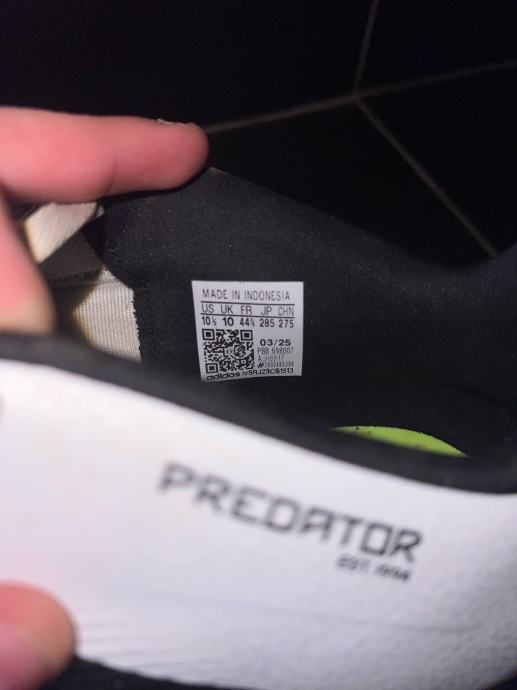 MADE IN INDONESIA
US UK FR JP CHN
10½ 10 44⅔ 285 275
03/25
PBB 698007
adidas
PREDATOR
EST. 1994